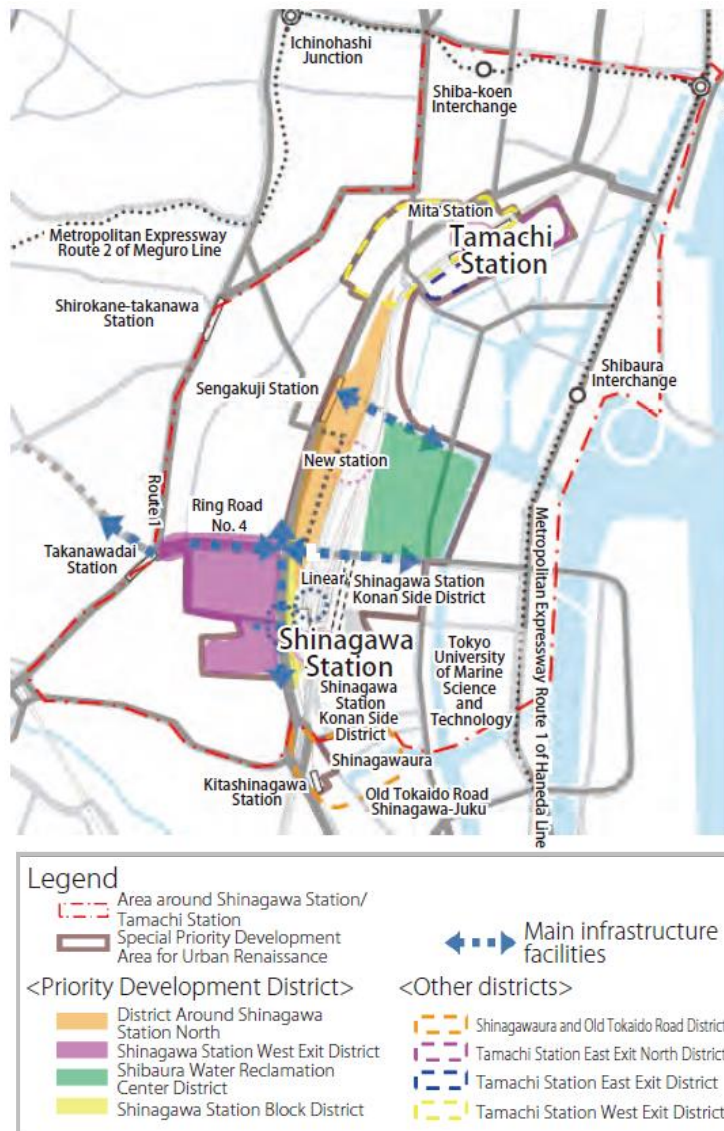 Ichinohashi
Junction
Shiba-koen
Interchange
Mita Station
Tamachi
Station
Metropolitan Expressway
Route 2 of Meguro Line
Shirokane-takanawa
Station
Shibaura
Interchange
Sengakuji Station
New station
Route 1
Ring Road
No. 4
Takanawadai
Station
Linear
Shinagawa Station
Konan Side District
Metropolitan Expressway Route 1 of Haneda Line
Shinagawa
Station
Tokyo
University
of Marine
Science
and
Technology
Shinagawa
Station
Konan Side
District
Shinagawaura
Kitashinagawa
Station
Old Tokaido Road
Shinagawa-Juku
Legend
Area around Shinagawa Station/
Tamachi Station
Special Priority Development
Area for Urban Renaissance
Main infrastructure
facilities
<Priority Development District>
District Around Shinagawa
Station North
Shinagawa Station West Exit District
Shibaura Water Reclamation
Center District
Shinagawa Station Block District
<Other districts>
Shinagawaura and Old Tokaido Road District
Tamachi Station East Exit North District
Tamachi Station East Exit District
Tamachi Station West Exit District